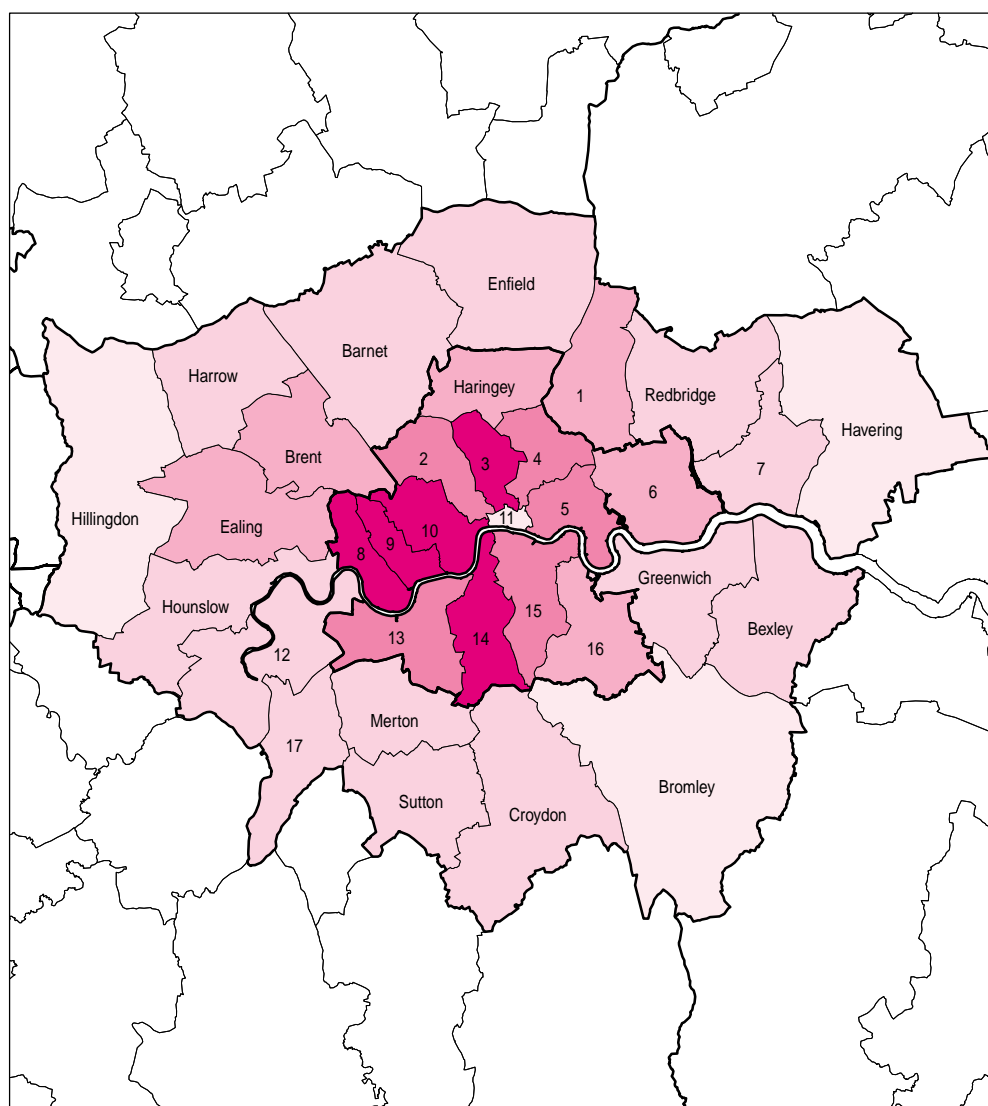 Enfield
Barnet
Harrow
Haringey
Redbridge
1
Havering
Brent
2
3
4
7
6
Hillingdon
Ealing
5
11
10
9
8
Greenwich
Hounslow
15
Bexley
13
14
16
12
Merton
17
Bromley
Sutton
Croydon